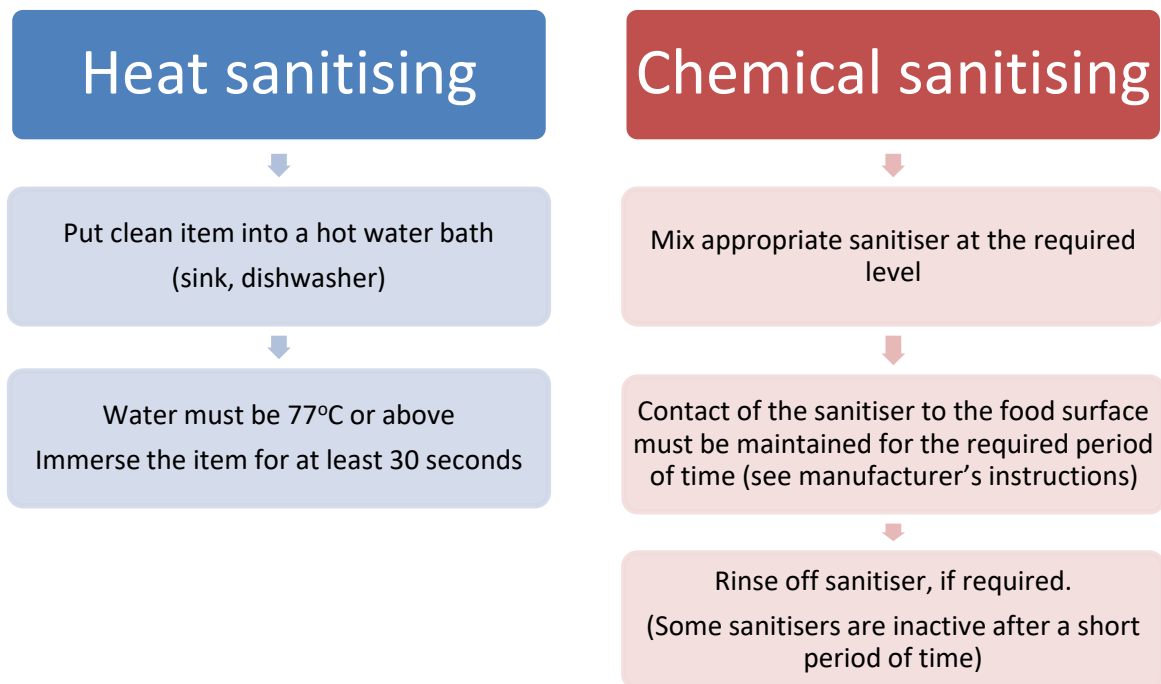 Heat sanitising
Put clean item into a hot water bath
(sink, dishwasher)
Water must be 77°C or above
Immerse the item for at least 30 seconds
Chemical sanitising
Mix appropriate sanitiser at the required
level
Contact of the sanitiser to the food surface
must be maintained for the required period
of time (see manufacturer’s instructions)
Rinse off sanitiser, if required.
(Some sanitisers are inactive after a short
period of time)